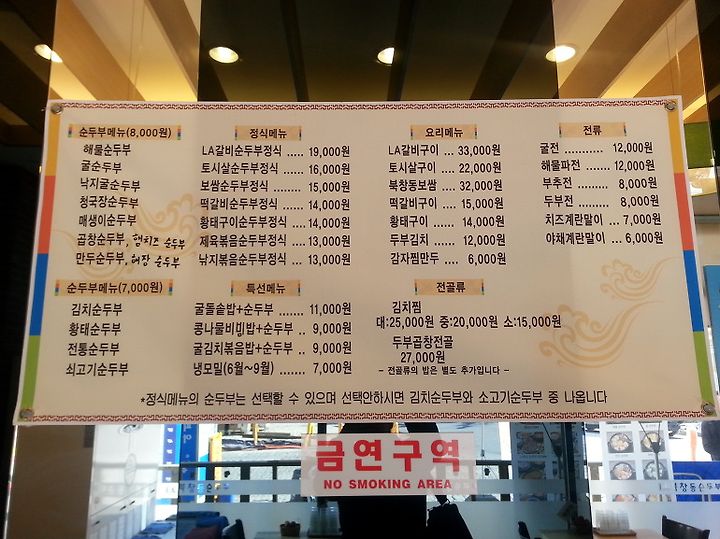 순두부메뉴(8,000원)
해물순두부
굴순두부
낙지굴순두부
청국장순두부
매생이순두부
곱창순두부, 햄치즈 순두부
만두순두부, 해장 순두부
순두부메뉴(7,000원)
김치순두부
황태순두부
전통순두부
쇠고기순두부
정식메뉴
LA갈비순두부정식 ..... 19,000원
토시살순두부정식 ...... 16,000원
보쌈순두부정식 ........ 15,000원
떡갈비순두부정식 ..... 14,000원
황태구이순두부정식 .. 14,000원
제육볶음순두부정식 ... 13,000원
낙지볶음순두부정식 ... 13,000원
특선메뉴
굴돌솥밥+순두부 ....... 11,000원
콩나물비빔밥+순두부 .. 9,000원
굴김치볶음밥+순두부 .. 9,000원
냉모밀(6월~9월) ....... 7,000원
요리메뉴
LA갈비구이 ... 33,000원
토시살구이 .... 22,000원
북창동보쌈 .... 32,000원
떡갈비구이 .... 15,000원
황태구이 ...... 14,000원
두부김치 ...... 12,000원
감자찜만두 .... 6,000원
전골류
김치찜
대:25,000원 중:20,000원 소:15,000원
두부곱창전골
27,000원
- 전골류의 밥은 별도 추가입니다 -
전류
굴전 ............ 12,000원
해물파전 ....... 12,000원
부추전 .......... 8,000원
두부전 .......... 8,000원
치즈계란말이 ... 7,000원
야채계란말이 ... 6,000원
*정식메뉴의 순두부는 선택할 수 있으며 선택안하시면 김치순두부와 소고기순두부 중 나옵니다
금연구역
NO SMOKING AREA